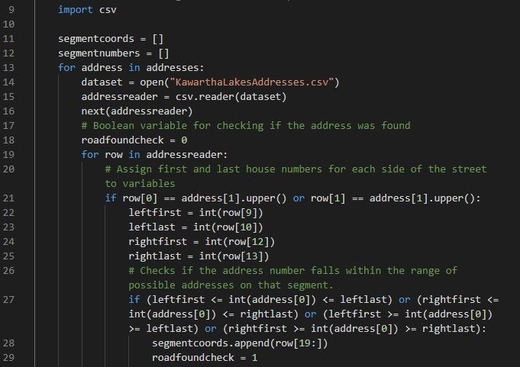 9 import csv
10
11 segmentcoords = []
12 segmentnumbers = []
13 for address in addresses:
14 dataset = open("KawarthaLakesAddresses.csv")
15 addressreader = csv.reader(dataset)
16 next(addressreader)
17 # Boolean variable for checking if the address was found
18 roadfoundcheck = 0
19 for row in addressreader:
20 # Assign first and last house numbers for each side of the street
to variables
21 if row[0] == address[1].upper() or row[1] == address[1].upper():
22 leftfirst = int(row[9])
23 leftlast = int(row[10])
24 rightfirst = int(row[12])
25 rightlast = int(row[13])
26 # Checks if the address number falls within the range of
possible addresses on that segment.
27 if (leftfirst <= int(address[0]) <= leftlast) or (rightfirst <=
int(address[0]) <= rightlast) or (leftfirst >= int(address[0])
>= leftlast) or (rightfirst >= int(address[0]) >= rightlast):
28 segmentcoords.append(row[19:])
29 roadfoundcheck = 1